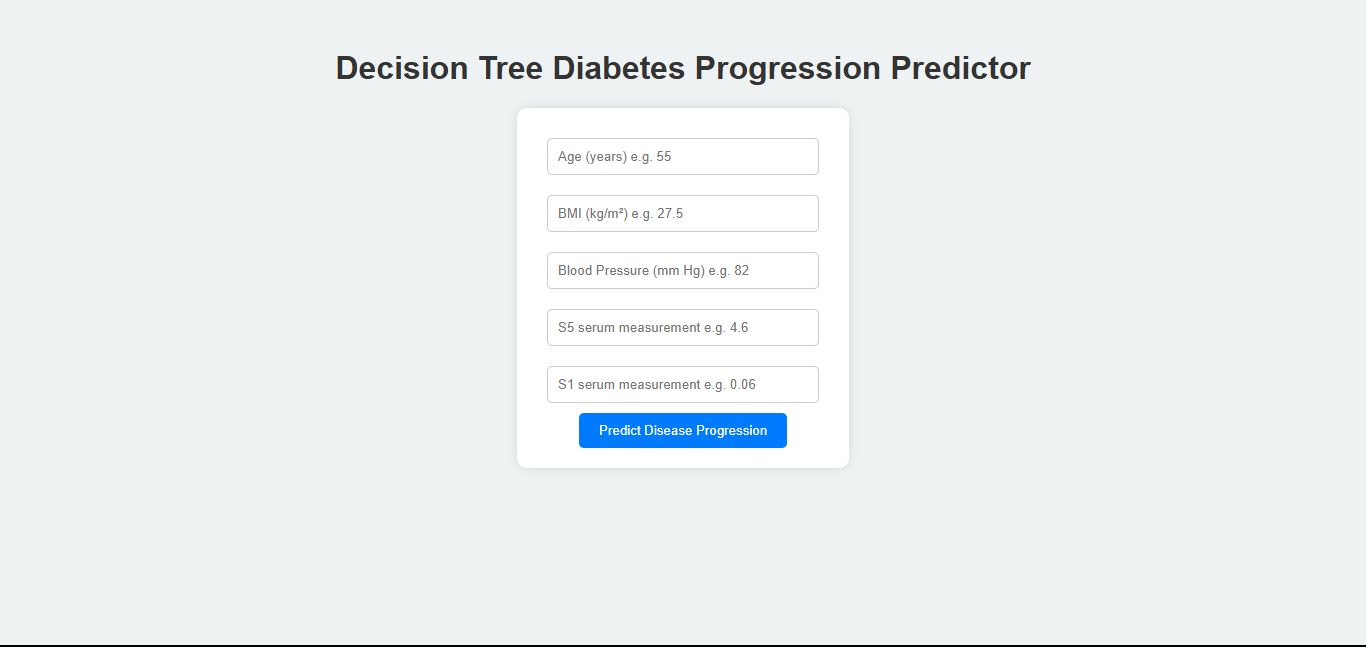 Decision Tree Diabetes Progression Predictor
Age (years) e.g. 55
BMI (kg/m²) e.g. 27.5
Blood Pressure (mm Hg) e.g. 82
S5 serum measurement e.g. 4.6
S1 serum measurement e.g. 0.06
Predict Disease Progression